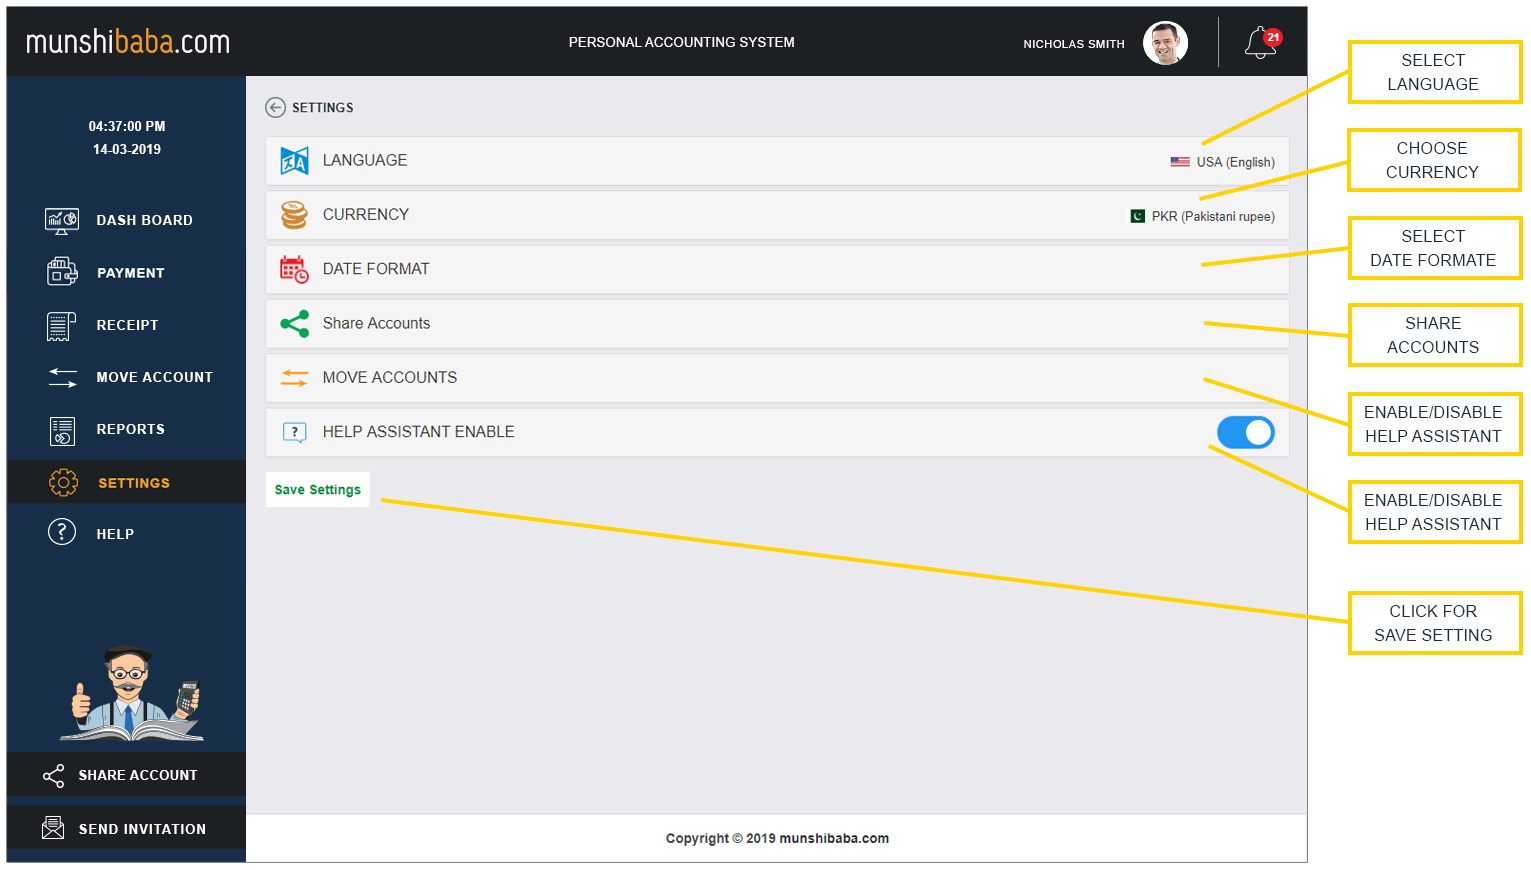 munshibaba.com
PERSONAL ACCOUNTING SYSTEM
NICHOLAS SMITH
21
04:37:00 PM
14-03-2019
DASH BOARD
PAYMENT
RECEIPT
MOVE ACCOUNT
REPORTS
SETTINGS
HELP
SHARE ACCOUNT
SEND INVITATION
SETTINGS
LANGUAGE
USA (English)
CURRENCY
PKR (Pakistani rupee)
DATE FORMAT
Share Accounts
MOVE ACCOUNTS
HELP ASSISTANT ENABLE
Save Settings
Copyright © 2019 munshibaba.com
SELECT
LANGUAGE
CHOOSE
CURRENCY
SELECT
DATE FORMATE
SHARE
ACCOUNTS
ENABLE/DISABLE
HELP ASSISTANT
ENABLE/DISABLE
HELP ASSISTANT
CLICK FOR
SAVE SETTING